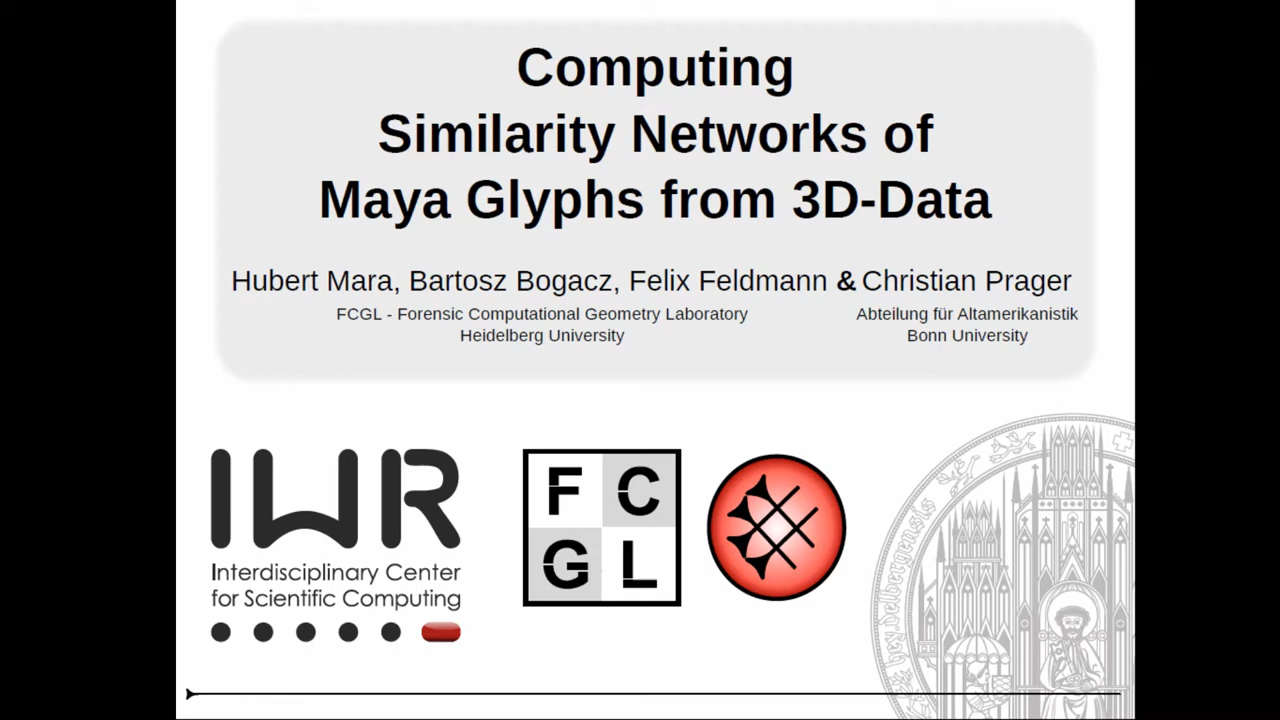 Computing
Similarity Networks of
Maya Glyphs from 3D-Data
Hubert Mara, Bartosz Bogacz, Felix Feldmann & Christian Prager
FCGL - Forensic Computational Geometry Laboratory
Heidelberg University
Abteilung für Altamerikanistik
Bonn University
IWR
Interdisciplinary Center
for Scientific Computing
F C
G L